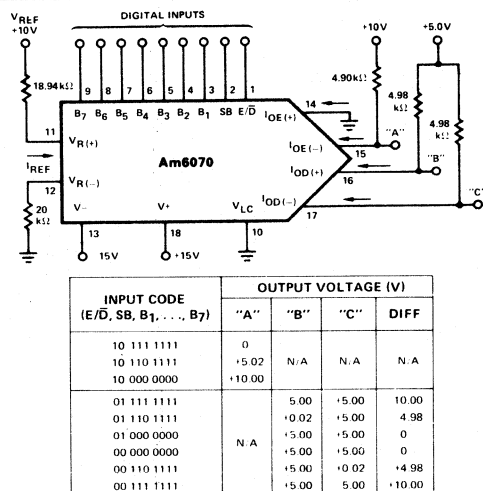 DIGITAL INPUTS
VREF
+10V
+10V
+5.0V
18.94kΩ
4.90kΩ
4.98
kΩ
4.98
kΩ
9 8 7 6 5 4 3 2 1
B7 B6 B5 B4 B3 B2 B1 SB E/D̅
14
IOE(+)
11
VR(+)
IOE(−)
15
"A"
IREF
Am6070
"B"
12
VR(−)
IOD(+)
16
"C"
20
kΩ
V−
V+
VLC
IOD(−)
17
13
18
10
15V
+15V
INPUT CODE
(E/D̅, SB, B1, . . ., B7)
OUTPUT VOLTAGE (V)
"A" "B" "C" DIFF
10 111 1111 0
10 110 1111 +5.02 N/A N/A N/A
10 000 0000 +10.00
01 111 1111 5.00 +5.00 10.00
01 110 1111 +0.02 +5.00 4.98
01 000 0000 +5.00 +5.00 0
N/A
00 000 0000 +5.00 +5.00 0
00 110 1111 +5.00 +0.02 +4.98
00 111 1111 +5.00 5.00 +10.00